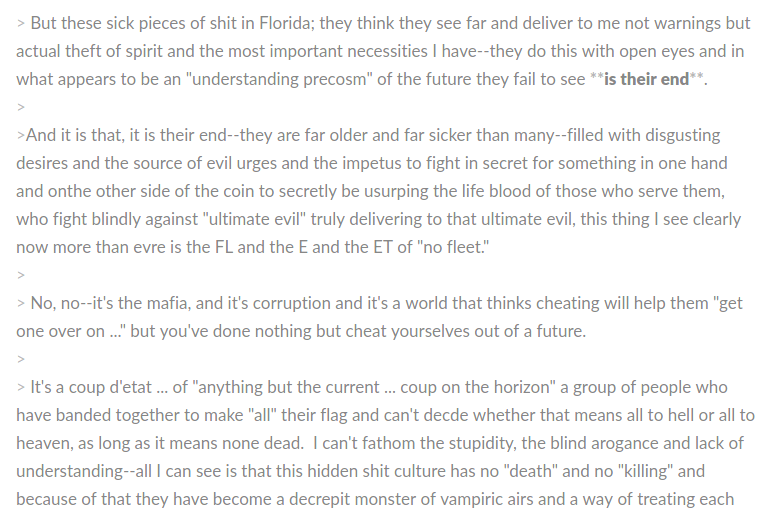 > But these sick pieces of shit in Florida; they think they see far and deliver to me not warnings but
actual theft of spirit and the most important necessities I have--they do this with open eyes and in
what appears to be an "understanding precosm" of the future they fail to see **is their end**.
>
>And it is that, it is their end--they are far older and far sicker than many--filled with disgusting
desires and the source of evil urges and the impetus to fight in secret for something in one hand
and onthe other side of the coin to secretly be usurping the life blood of those who serve them,
who fight blindly against "ultimate evil" truly delivering to that ultimate evil, this thing I see clearly
now more than evre is the FL and the E and the ET of "no fleet."
>
> No, no--it's the mafia, and it's corruption and it's a world that thinks cheating will help them "get
one over on ..." but you've done nothing but cheat yourselves out of a future.
>
> It's a coup d'etat ... of "anything but the current ... coup on the horizon" a group of people who
have banded together to make "all" their flag and can't decde whether that means all to hell or all to
heaven, as long as it means none dead.  I can't fathom the stupidity, the blind arogance and lack of
understanding--all I can see is that this hidden shit culture has no "death" and no "killing" and
because of that they have become a decrepit monster of vampiric airs and a way of treating each